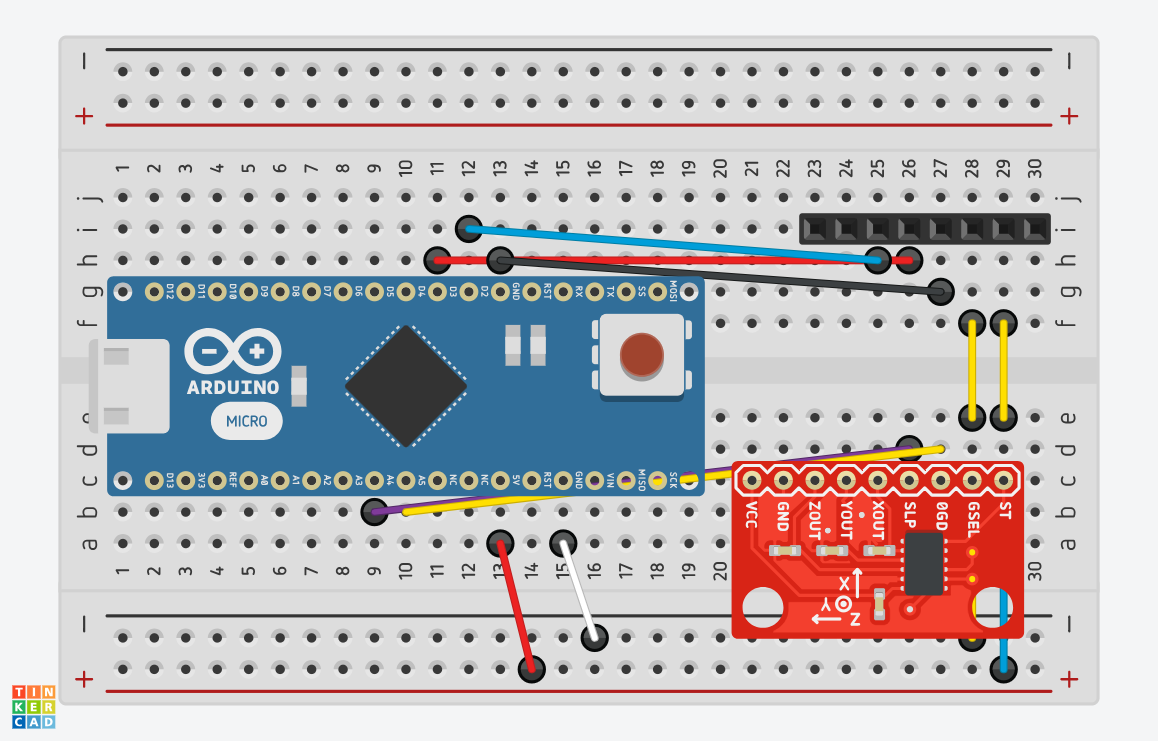 − −
+ +
1 2 3 4 5 6 7 8 9 10 11 12 13 14 15 16 17 18 19 20 21 22 23 24 25 26 27 28 29 30
j j
i i
h h
g g
D12 D11 D10 D9 D8 D7 D6 D5 D4 D3 D2 GND RST RX TX SS MOSI
f f
ARDUINO
MICRO
e e
d d
D13 3V3 REF A0 A1 A2 A3 A4 A5 NC NC 5V RST GND VIN MISO SCK
c c
b b
a a
VCC GND ZOUT YOUT XOUT SLP 0GD GSEL ST
X
Y
Z
1 2 3 4 5 6 7 8 9 10 11 12 13 14 15 16 17 18 19 20 30
− −
+ +
TIN
KER
CAD